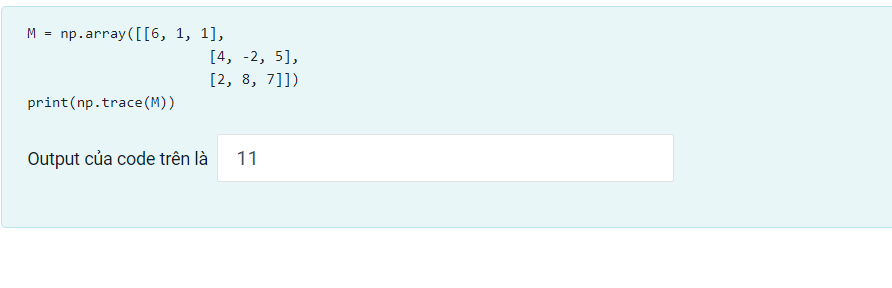 M = np.array([[6, 1, 1],
[4, -2, 5],
[2, 8, 7]])
print(np.trace(M))
Output của code trên là 11